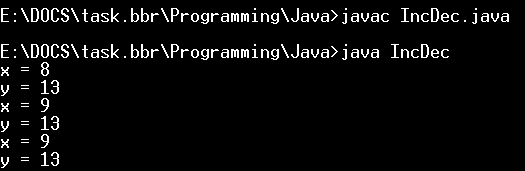 E:\DOCS\task.bbr\Programming\Java>javac IncDec.java
E:\DOCS\task.bbr\Programming\Java>java IncDec
x = 8
y = 13
x = 9
y = 13
x = 9
y = 13